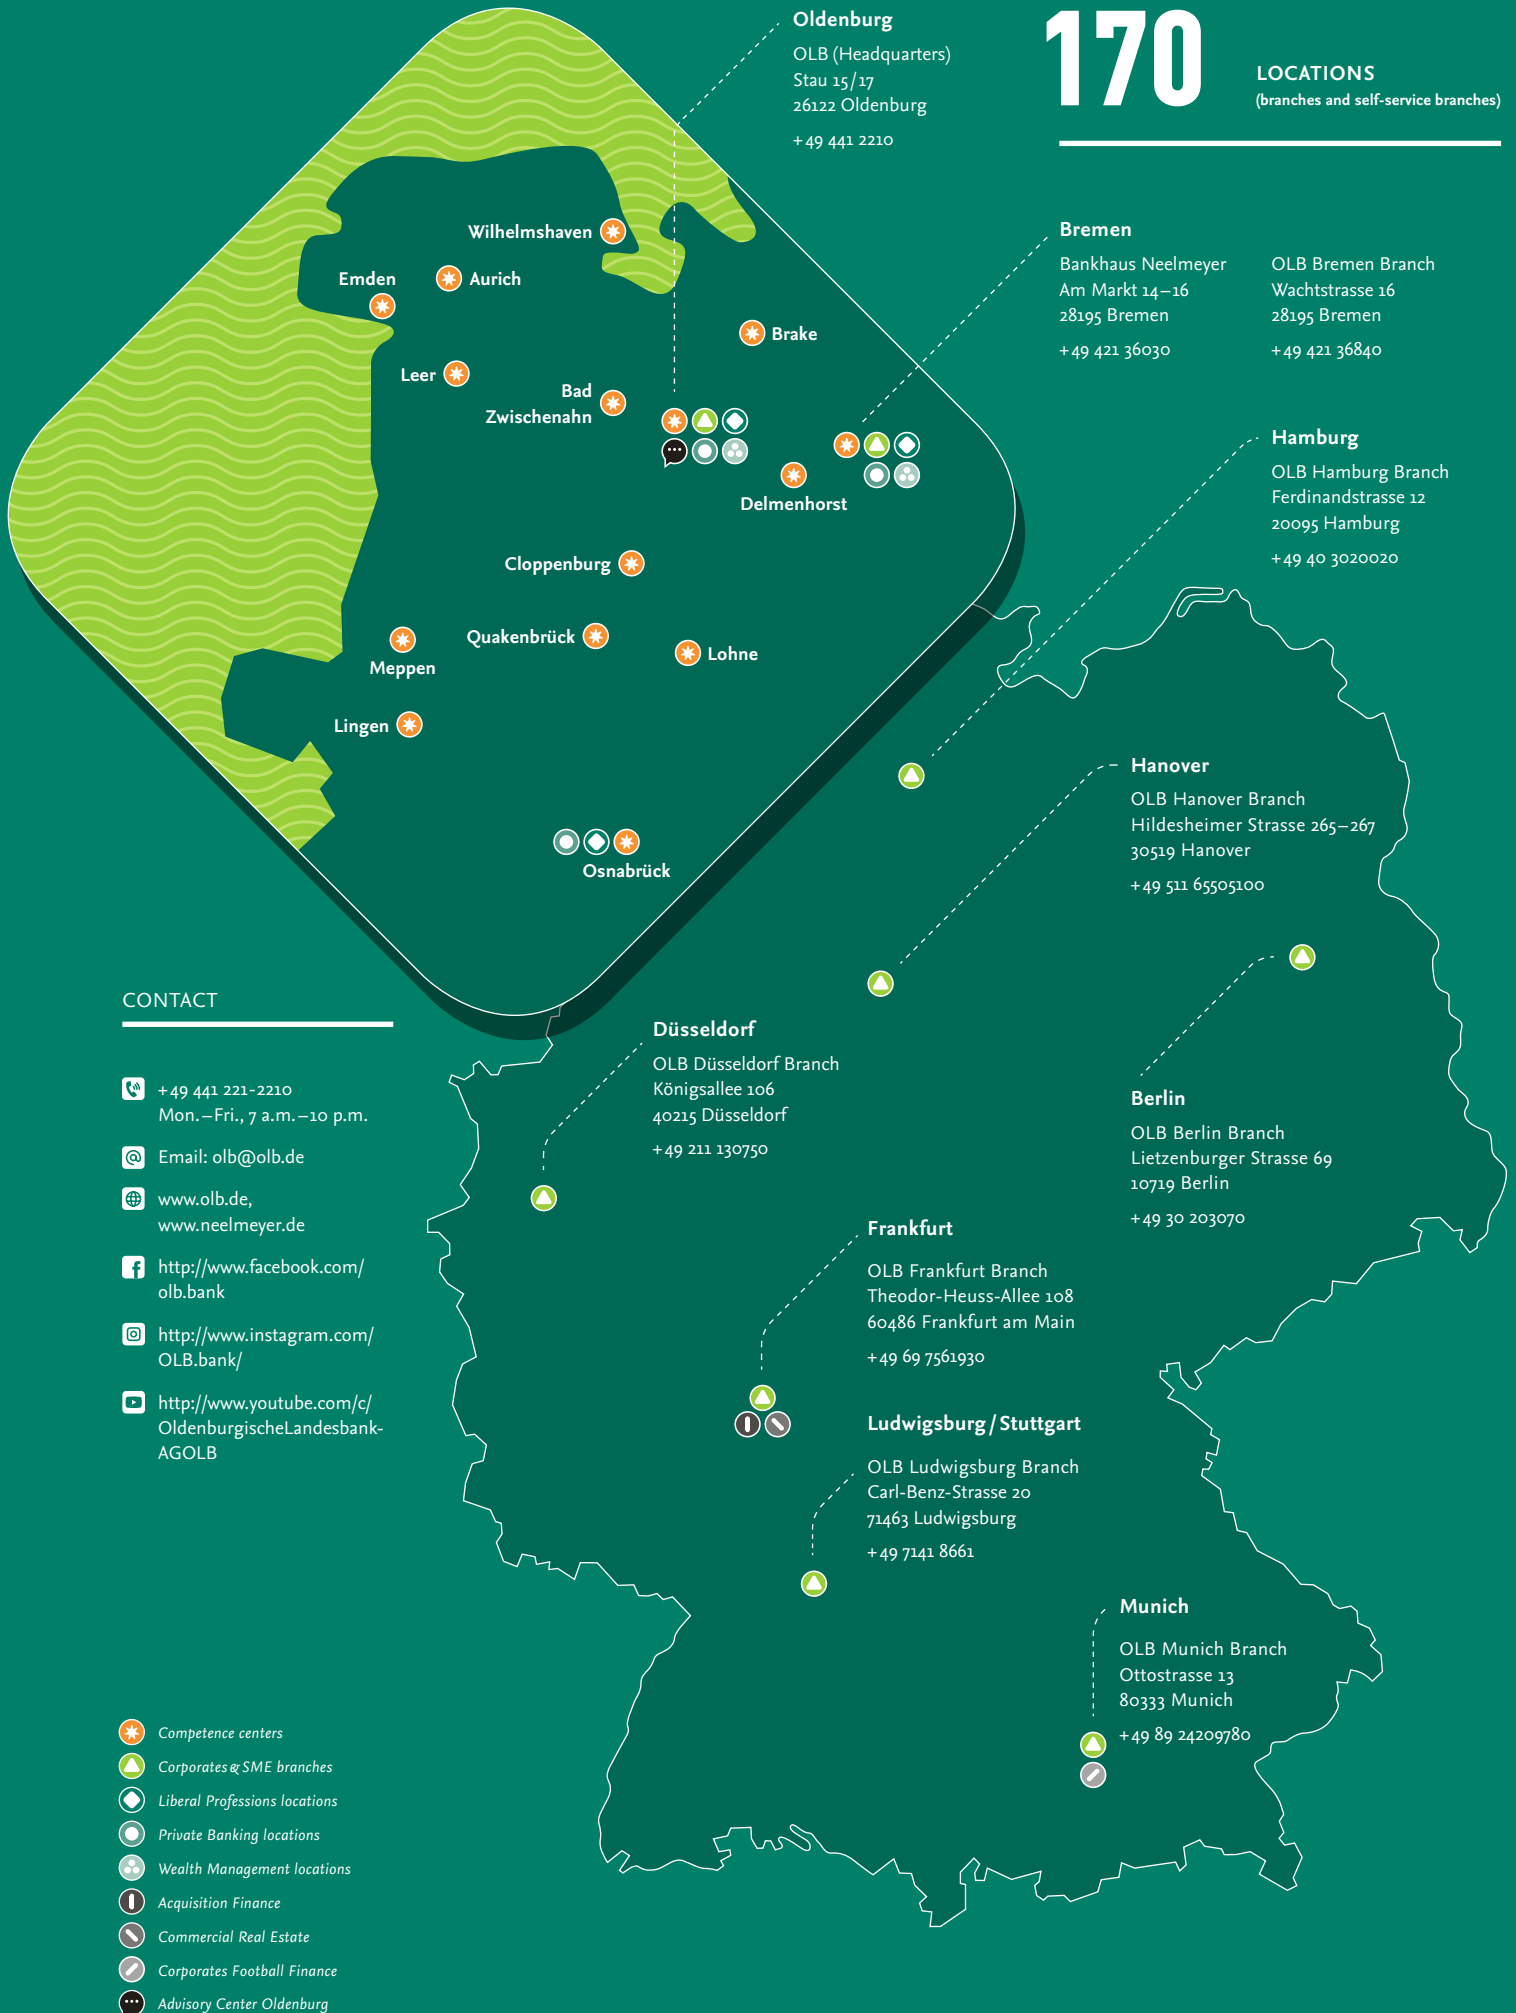 Oldenburg
OLB (Headquarters)
Stau 15/17
26122 Oldenburg
+49 441 2210
170
LOCATIONS
(branches and self-service branches)
Bremen
Bankhaus Neelmeyer
Am Markt 14–16
28195 Bremen
+49 421 36030
OLB Bremen Branch
Wachtstrasse 16
28195 Bremen
+49 421 36840
Hamburg
OLB Hamburg Branch
Ferdinandstrasse 12
20095 Hamburg
+49 40 3020020
Wilhelmshaven
Emden
Aurich
Brake
Leer
Bad
Zwischenahn
Delmenhorst
Cloppenburg
Quakenbrück
Lohne
Meppen
Lingen
Osnabrück
Hanover
OLB Hanover Branch
Hildesheimer Strasse 265–267
30519 Hanover
+49 511 65505100
Düsseldorf
OLB Düsseldorf Branch
Königsallee 106
40215 Düsseldorf
+49 211 130750
Berlin
OLB Berlin Branch
Lietzenburger Strasse 69
10719 Berlin
+49 30 203070
Frankfurt
OLB Frankfurt Branch
Theodor-Heuss-Allee 108
60486 Frankfurt am Main
+49 69 7561930
Ludwigsburg / Stuttgart
OLB Ludwigsburg Branch
Carl-Benz-Strasse 20
71463 Ludwigsburg
+49 7141 8661
Munich
OLB Munich Branch
Ottostrasse 13
80333 Munich
+49 89 24209780
CONTACT
+49 441 221-2210
Mon.–Fri., 7 a.m.–10 p.m.
Email: olb@olb.de
www.olb.de,
www.neelmeyer.de
http://www.facebook.com/
olb.bank
http://www.instagram.com/
OLB.bank/
http://www.youtube.com/c/
OldenburgischeLandesbank-
AGOLB
Competence centers
Corporates & SME branches
Liberal Professions locations
Private Banking locations
Wealth Management locations
Acquisition Finance
Commercial Real Estate
Corporates Football Finance
Advisory Center Oldenburg